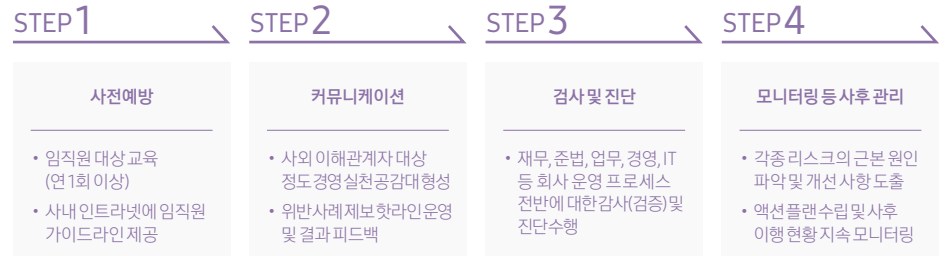 STEP 1
사전예방
• 임직원 대상 교육
(연 1회 이상)
• 사내 인트라넷에 임직원
가이드라인 제공
STEP 2
커뮤니케이션
• 사외 이해관계자 대상
정도경영 실천공감대 형성
• 위반사례 제보 핫라인 운영
및 결과 피드백
STEP 3
검사 및 진단
• 재무, 준법, 업무, 경영, IT
등 회사 운영 프로세스
전반에 대한 감사(검증) 및
진단수행
STEP 4
모니터링 등 사후 관리
• 각종 리스크의 근본 원인
파악 및 개선 사항 도출
• 액션 플랜 수립 및 사후
이행 현황 지속 모니터링